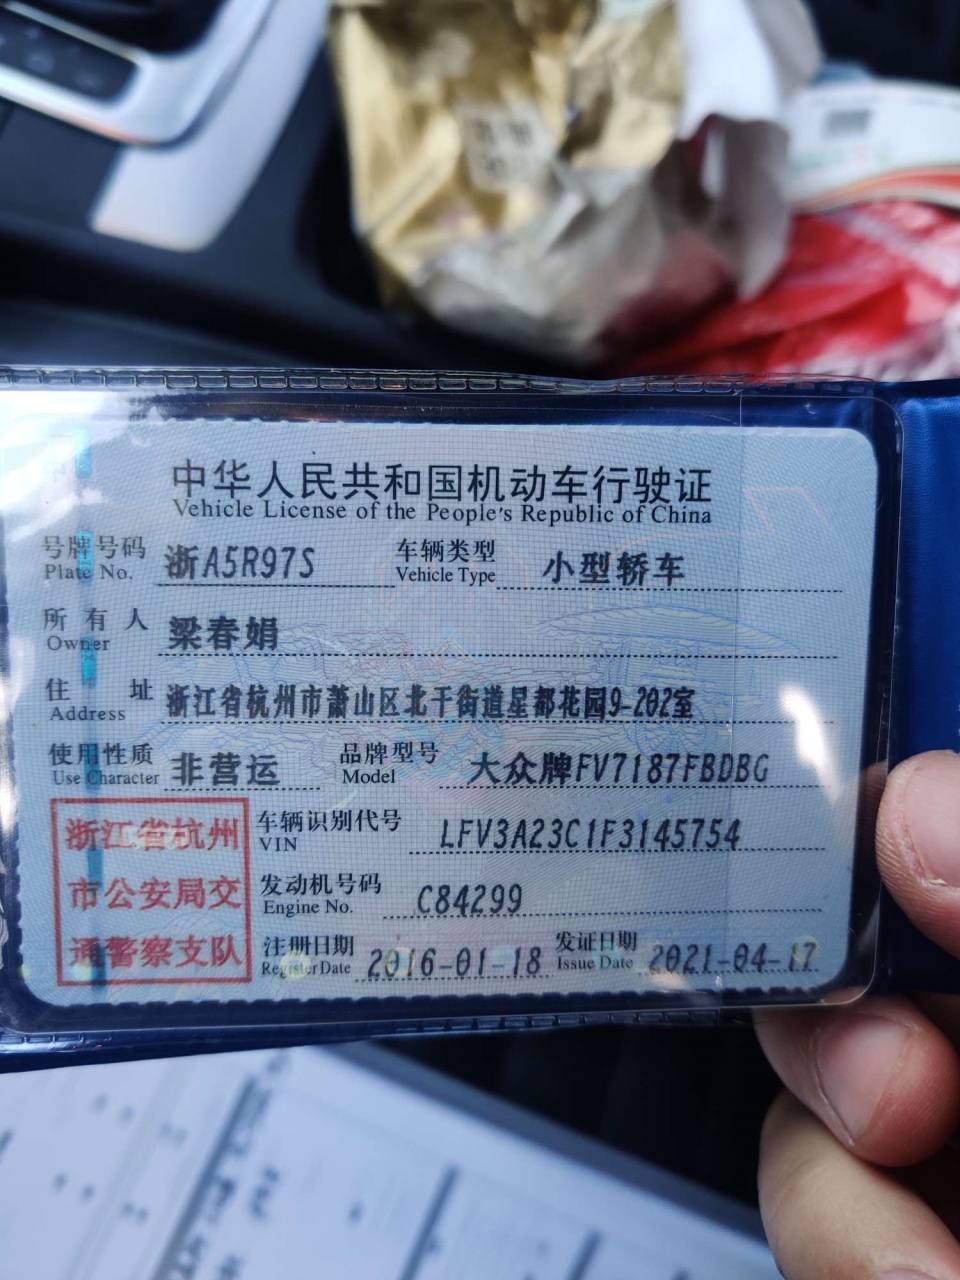 中华人民共和国机动车行驶证
Vehicle License of the People's Republic of China
号牌号码 浙A5R97S 车辆类型 小型轿车
Plate No. Vehicle Type
所有人 梁春娟
Owner
住址 浙江省杭州市萧山区北干街道星都花园9-202室
Address
使用性质 非营运 品牌型号 大众牌FV7187FBDBG
Use Character Model
浙江省杭州
市公安局交
通警察支队
车辆识别代号 LFV3A23C1F3145754
VIN
发动机号码 C84299
Engine No.
注册日期 2016-01-18 发证日期 2021-04-17
Register Date Issue Date